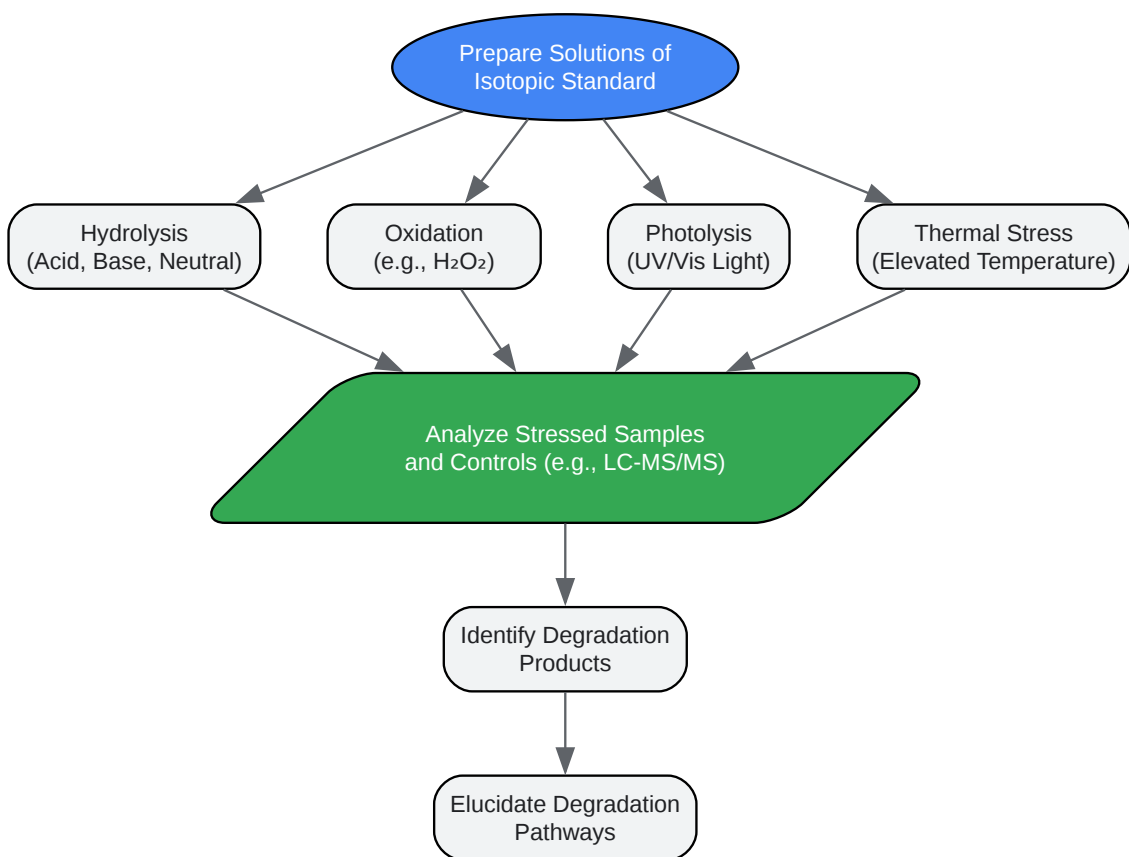 Prepare Solutions of
Isotopic Standard
Hydrolysis
(Acid, Base, Neutral)
Oxidation
(e.g., H₂O₂)
Photolysis
(UV/Vis Light)
Thermal Stress
(Elevated Temperature)
Analyze Stressed Samples
and Controls (e.g., LC-MS/MS)
Identify Degradation
Products
Elucidate Degradation
Pathways